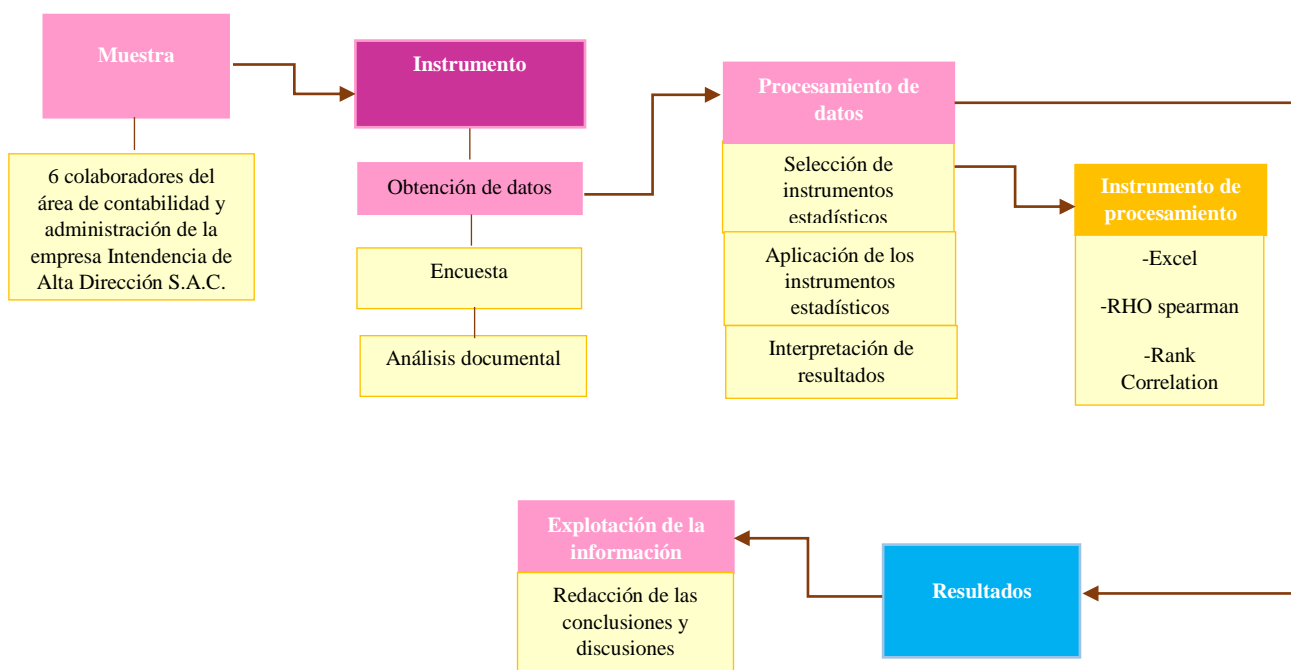 Muestra
6 colaboradores del
área de contabilidad y
administración de la
empresa Intendencia de
Alta Dirección S.A.C.
Instrumento
Obtención de datos
Encuesta
Análisis documental
Procesamiento de
datos
Selección de
instrumentos
estadísticos
Aplicación de los
instrumentos
estadísticos
Interpretación de
resultados
Instrumento de
procesamiento
-Excel
-RHO spearman
-Rank
Correlation
Explotación de la
información
Redacción de las
conclusiones y
discusiones
Resultados